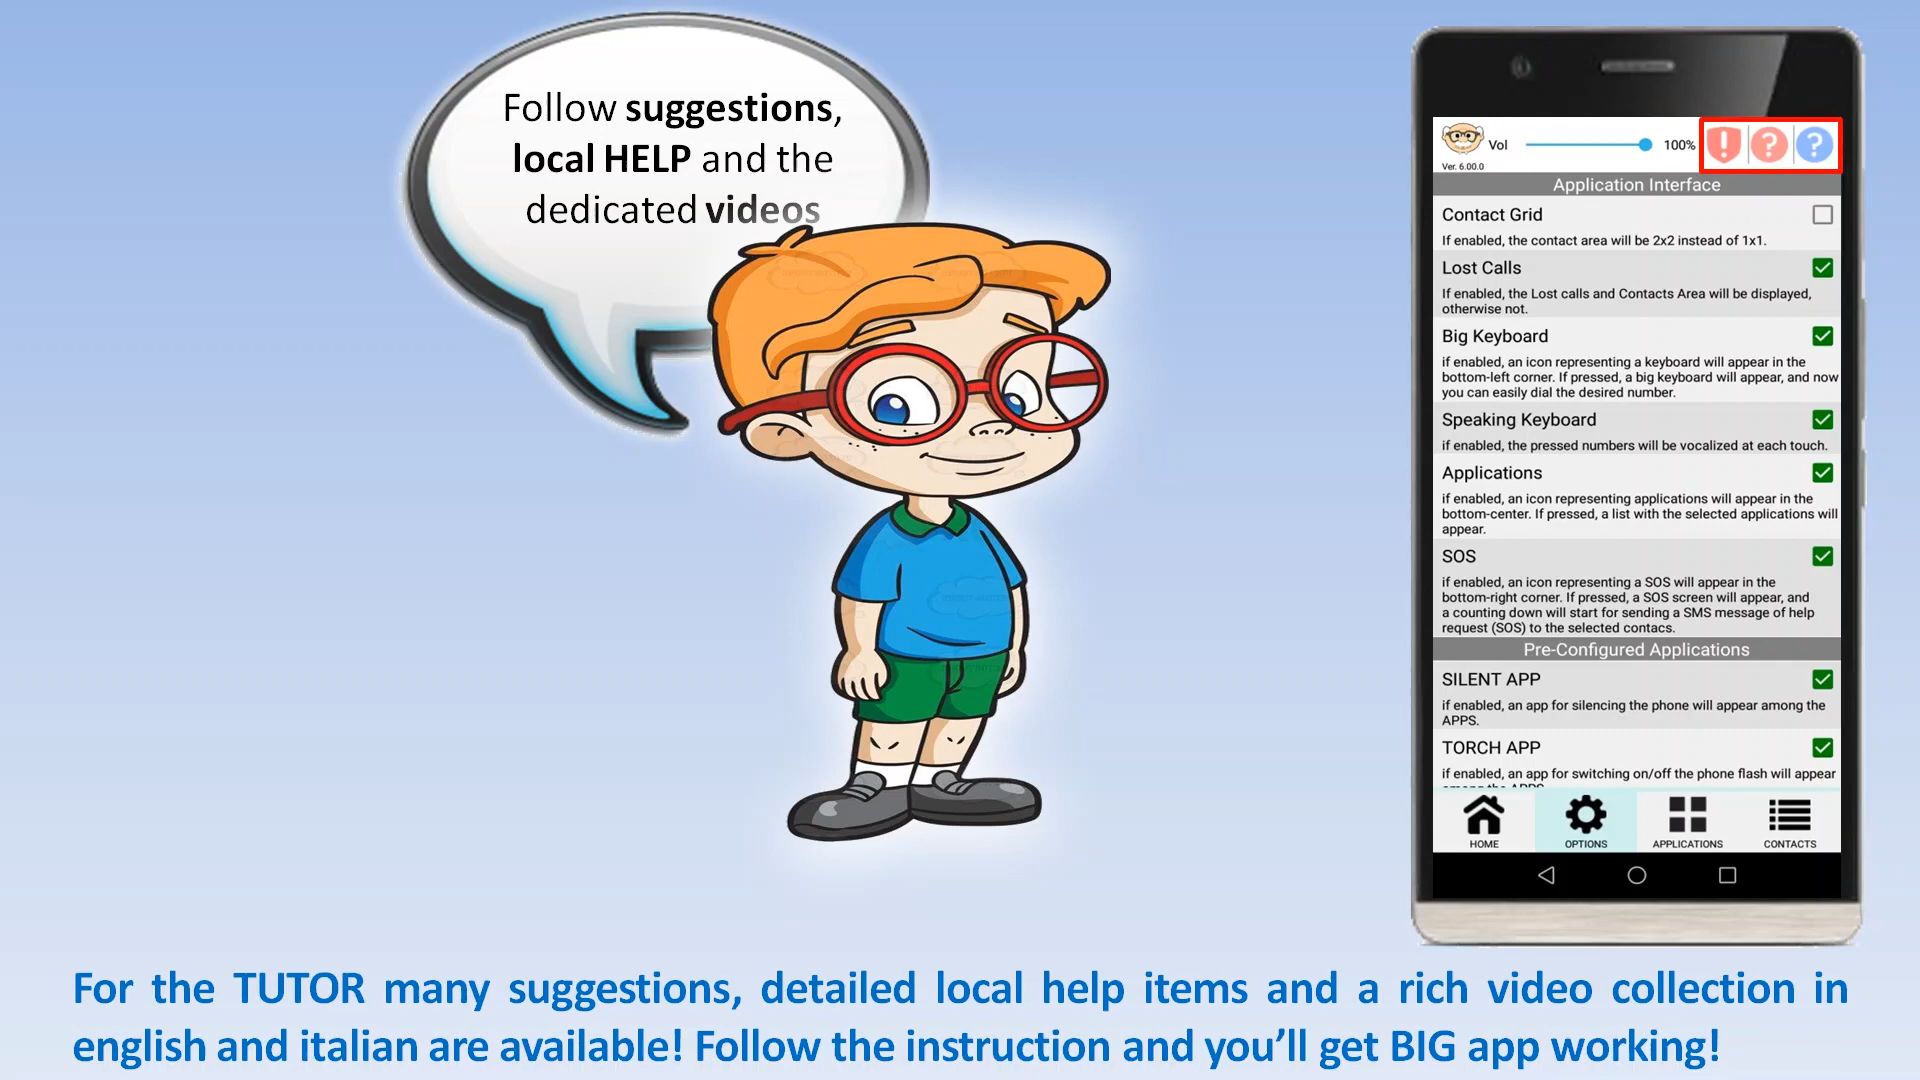 Follow suggestions,
local HELP and the
dedicated videos
Vol
100%
Ver. 6.00.0
Application Interface
Contact Grid
If enabled, the contact area will be 2x2 instead of 1x1.
Lost Calls
If enabled, the Lost calls and Contacts Area will be displayed,
otherwise not.
Big Keyboard
if enabled, an icon representing a keyboard will appear in the
bottom-left corner. If pressed, a big keyboard will appear, and now
you can easily dial the desired number.
Speaking Keyboard
if enabled, the pressed numbers will be vocalized at each touch.
Applications
if enabled, an icon representing applications will appear in the
bottom-center. If pressed, a list with the selected applications will
appear.
SOS
if enabled, an icon representing a SOS will appear in the
bottom-right corner. If pressed, a SOS screen will appear, and
a counting down will start for sending a SMS message of help
request (SOS) to the selected contacs.
Pre-Configured Applications
SILENT APP
if enabled, an app for silencing the phone will appear among the
APPS.
TORCH APP
if enabled, an app for switching on/off the phone flash will appear
among the APPS.
HOME
OPTIONS
APPLICATIONS
CONTACTS
For the TUTOR many suggestions, detailed local help items and a rich video collection in
english and italian are available! Follow the instruction and you'll get BIG app working!